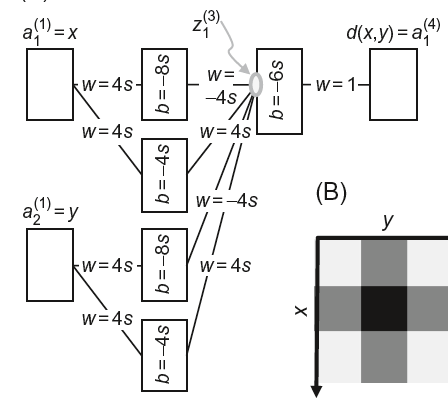 a₁⁽¹⁾ = x
z₁⁽³⁾
d(x,y) = a₁⁽⁴⁾
w=4s
b=−8s
w=
−4s
b=−6s
w=1
w=4s
b=−4s
w=4s
w=−4s
a₂⁽¹⁾ = y
w=4s
b=−8s
w=4s
w=4s
b=−4s
(B)
y
x